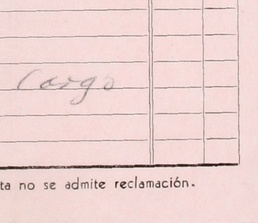 Cargo
ta no se admite reclamación.